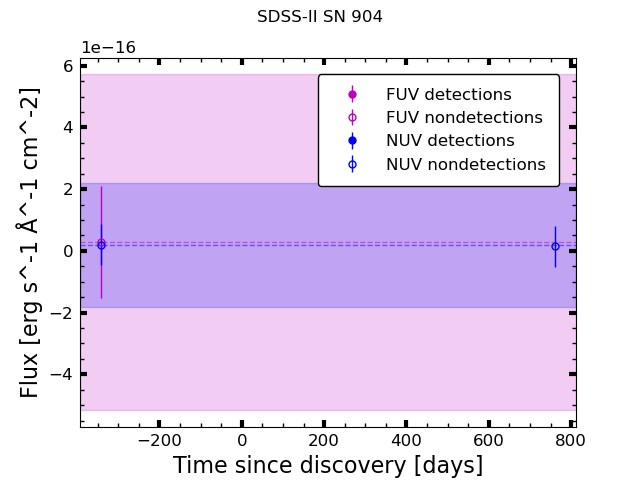 SDSS-II SN 904
1e−16
6
4
2
0
−2
−4
Flux [erg s^-1 Å^-1 cm^-2]
FUV detections
FUV nondetections
NUV detections
NUV nondetections
−200 0 200 400 600 800
Time since discovery [days]